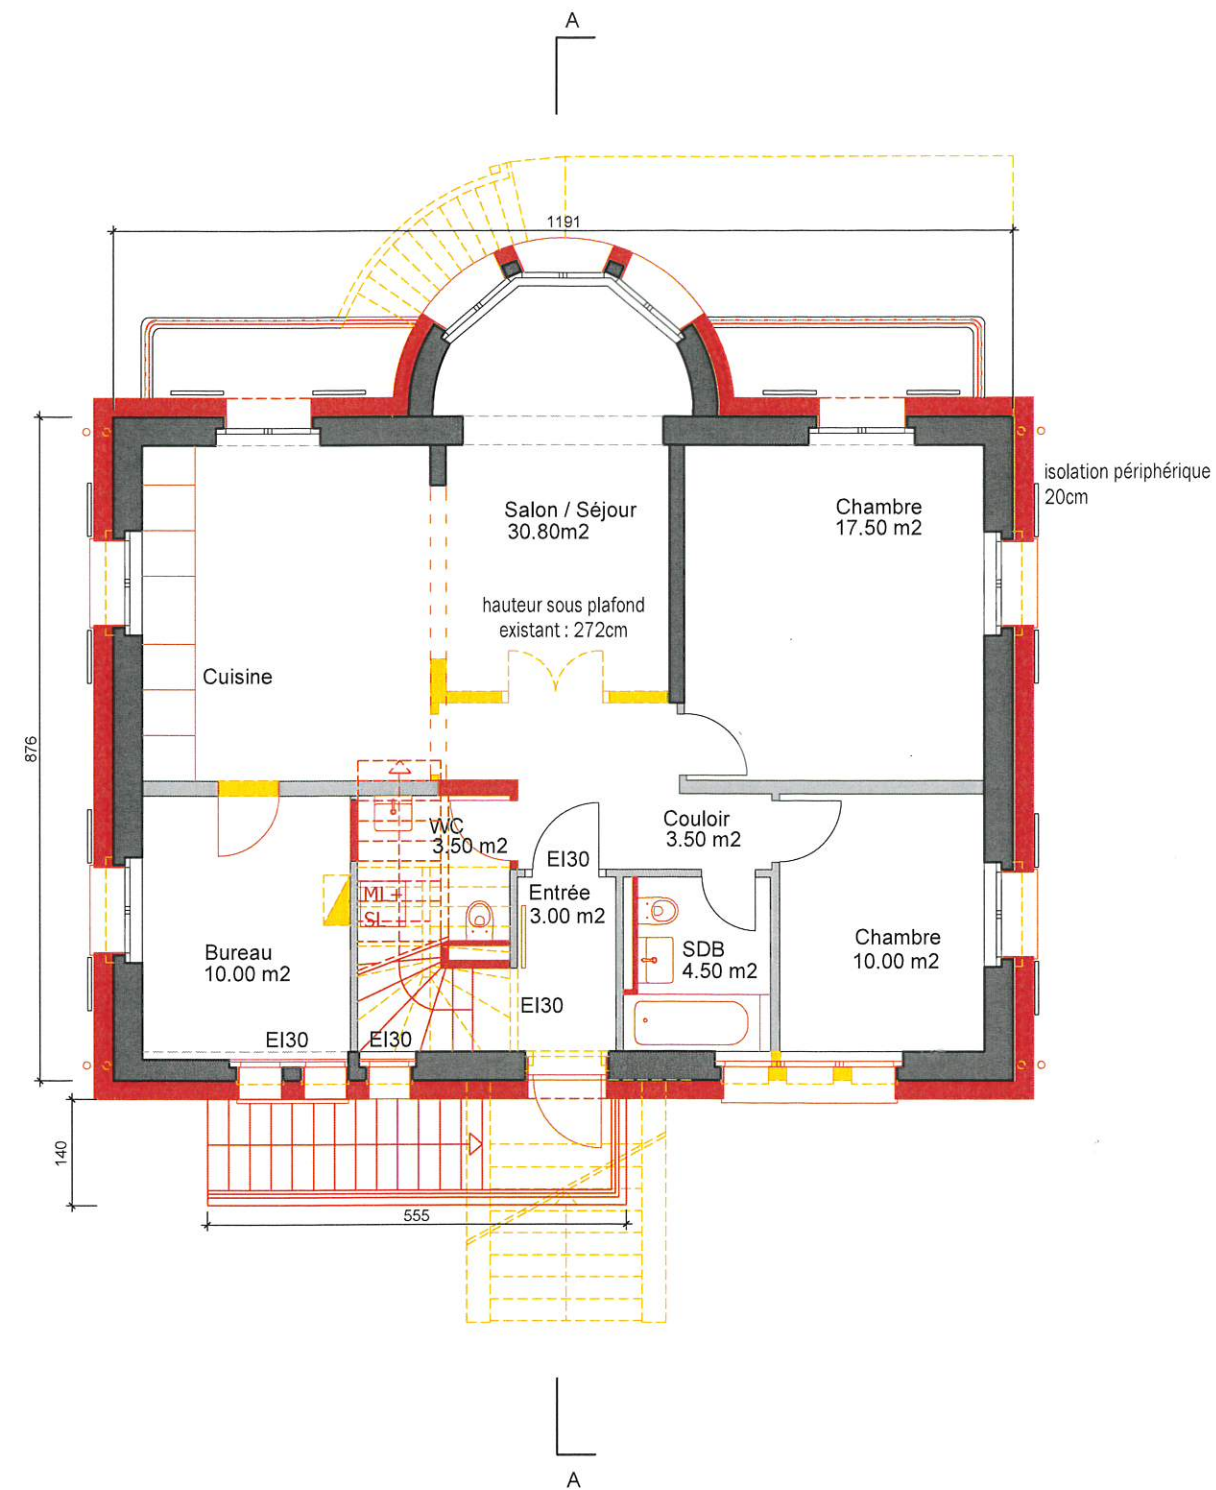 A
1191
isolation périphérique
20cm
Salon / Séjour
30.80m2
Chambre
17.50 m2
hauteur sous plafond
existant : 272cm
Cuisine
876
WC
3.50 m2
Couloir
3.50 m2
EI30
Entrée
3.00 m2
ML+
SL
Bureau
10.00 m2
SDB
4.50 m2
Chambre
10.00 m2
EI30
EI30
EI30
140
555
A